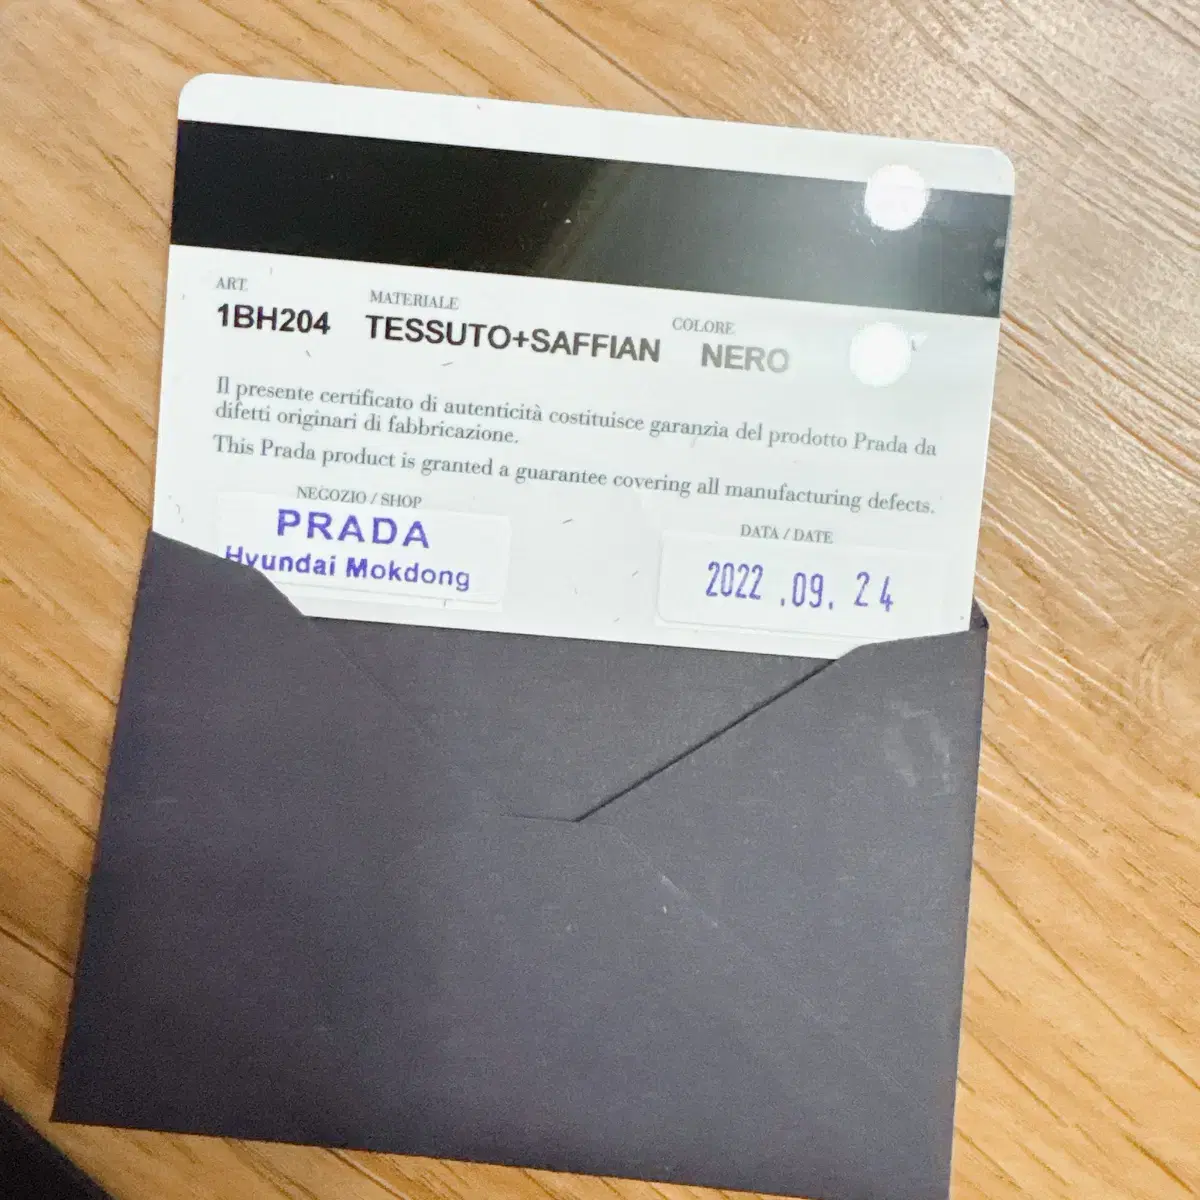 ART. MATERIALE COLORE
1BH204 TESSUTO+SAFFIAN NERO
Il presente certificato di autenticità costituisce garanzia del prodotto Prada da
difetti originari di fabbricazione.
This Prada product is granted a guarantee covering all manufacturing defects.
NEGOZIO / SHOP DATA / DATE
PRADA
Hyundai Mokdong 2022 .09. 24